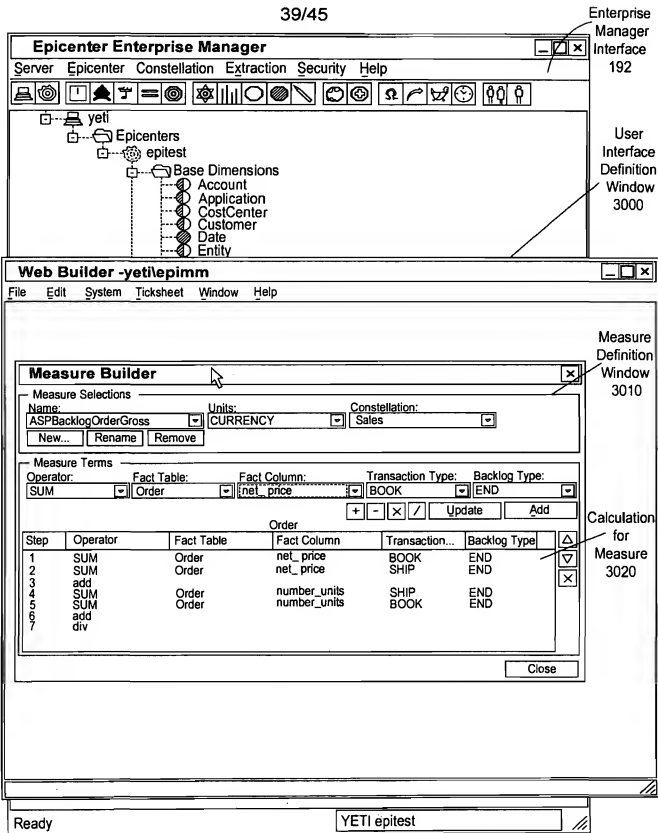 39/45
Enterprise
Manager
Interface
192
Epicenter Enterprise Manager
Server Epicenter Constellation Extraction Security Help
yeti
Epicenters
epitest
Base Dimensions
Account
Application
CostCenter
Customer
Date
Entity
User
Interface
Definition
Window
3000
Web Builder -yeti\epimm
File Edit System Ticksheet Window Help
Measure
Definition
Window
3010
Measure Builder
Measure Selections
Name: Units: Constellation:
ASPBacklogOrderGross CURRENCY Sales
New... Rename Remove
Measure Terms
Operator: Fact Table: Fact Column: Transaction Type: Backlog Type:
SUM Order net_ price BOOK END
+ - × / Update Add
Order
Calculation
for
Measure
3020
Step Operator Fact Table Fact Column Transaction... Backlog Type
1 SUM Order net_ price BOOK END
2 SUM Order net_ price SHIP END
3 add
4 SUM Order number_units SHIP END
5 SUM Order number_units BOOK END
6 add
7 div
Close
Ready YETI epitest